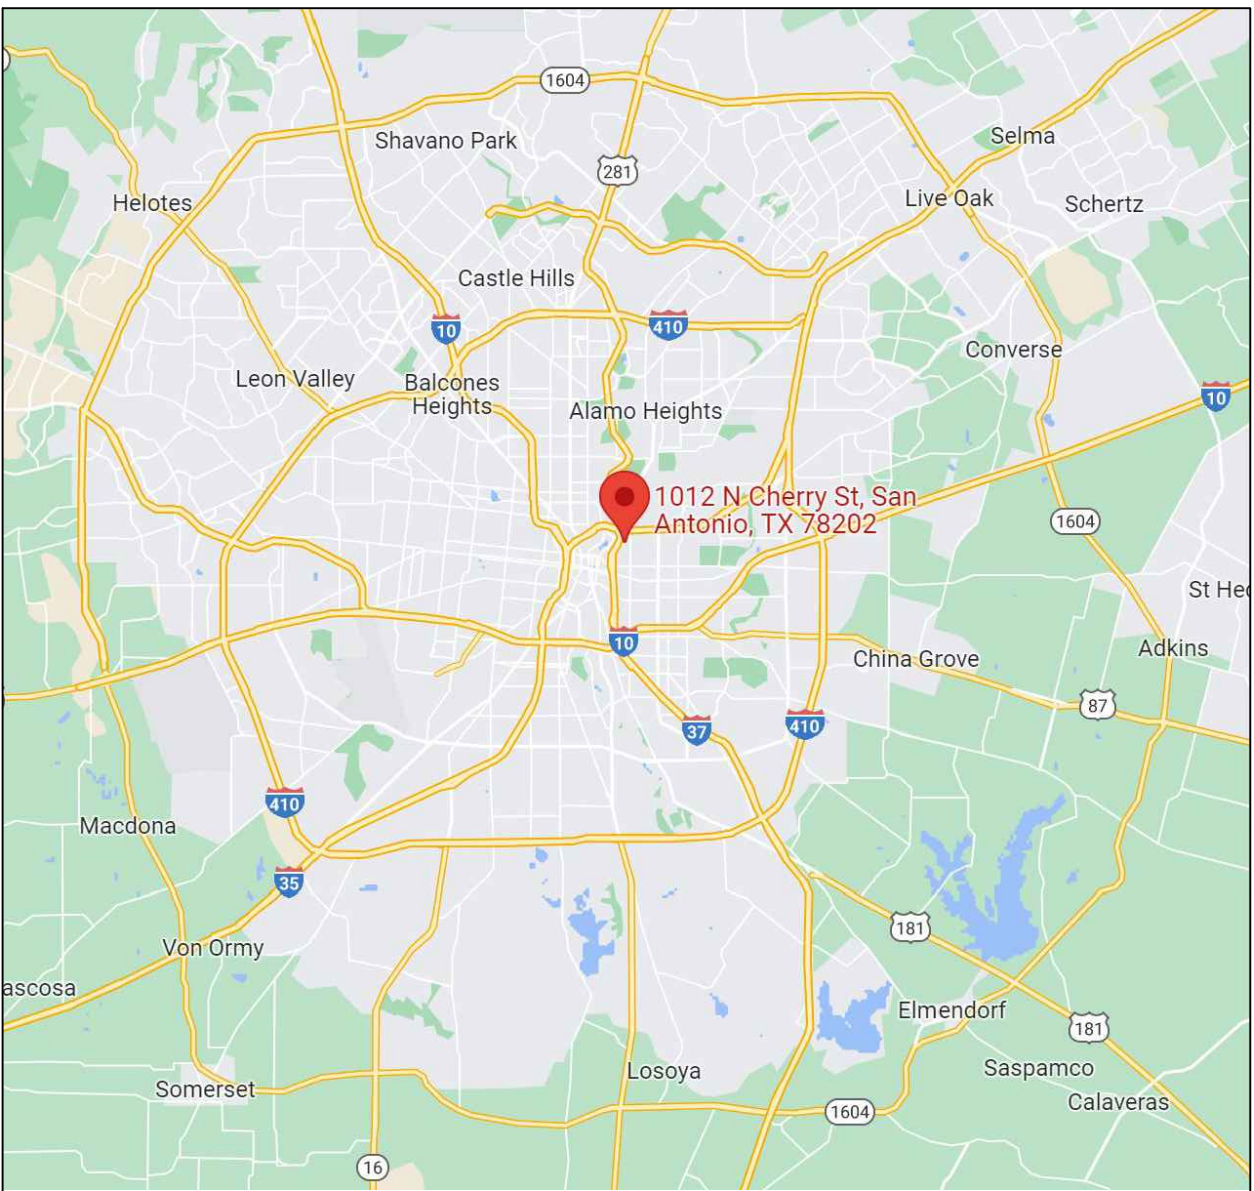 1604
Shavano Park
Selma
281
Helotes
Live Oak
Schertz
Castle Hills
10
410
Converse
Leon Valley
Balcones
Heights
10
Alamo Heights
1012 N Cherry St, San
Antonio, TX 78202
1604
St Hed
10
China Grove
Adkins
87
37
410
410
Macdona
35
181
Von Ormy
ascosa
Elmendorf
181
Losoya
Saspamco
Somerset
Calaveras
1604
16